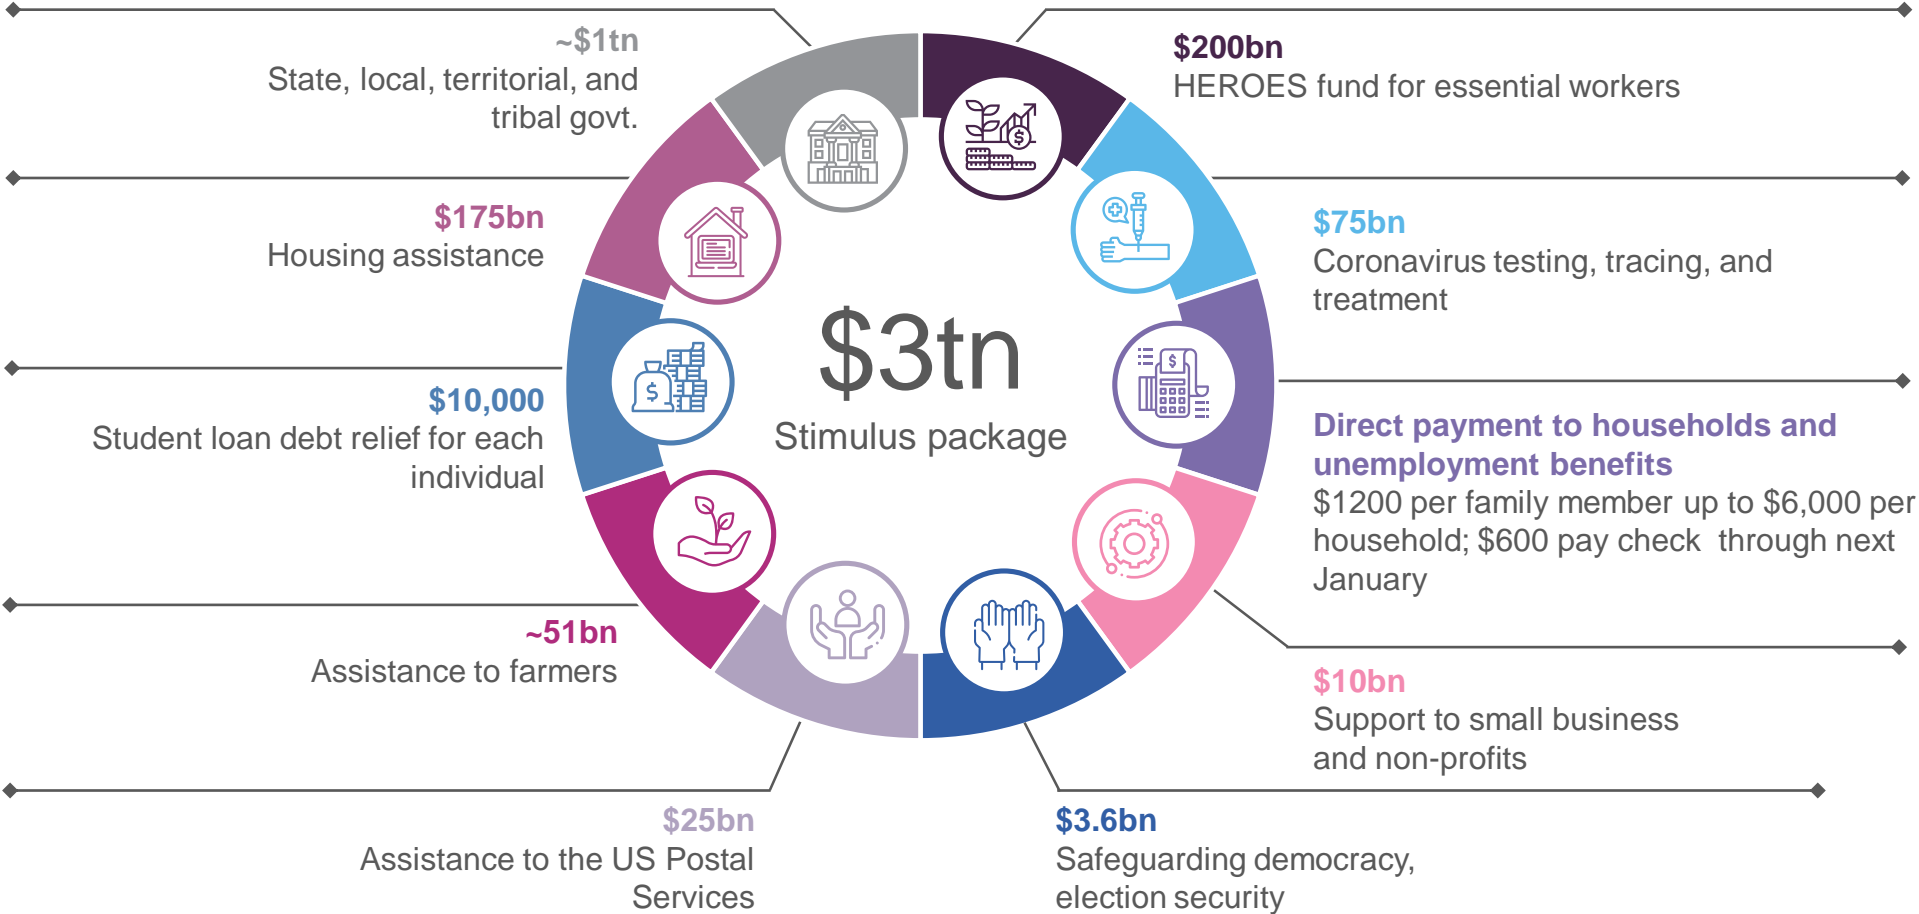 ~$1tn
State, local, territorial, and
tribal govt.
$200bn
HEROES fund for essential workers
$175bn
Housing assistance
$75bn
Coronavirus testing, tracing, and
treatment
$3tn
Stimulus package
$10,000
Student loan debt relief for each
individual
Direct payment to households and
unemployment benefits
$1200 per family member up to $6,000 per
household; $600 pay check through next
January
~51bn
Assistance to farmers
$10bn
Support to small business
and non-profits
$25bn
Assistance to the US Postal
Services
$3.6bn
Safeguarding democracy,
election security